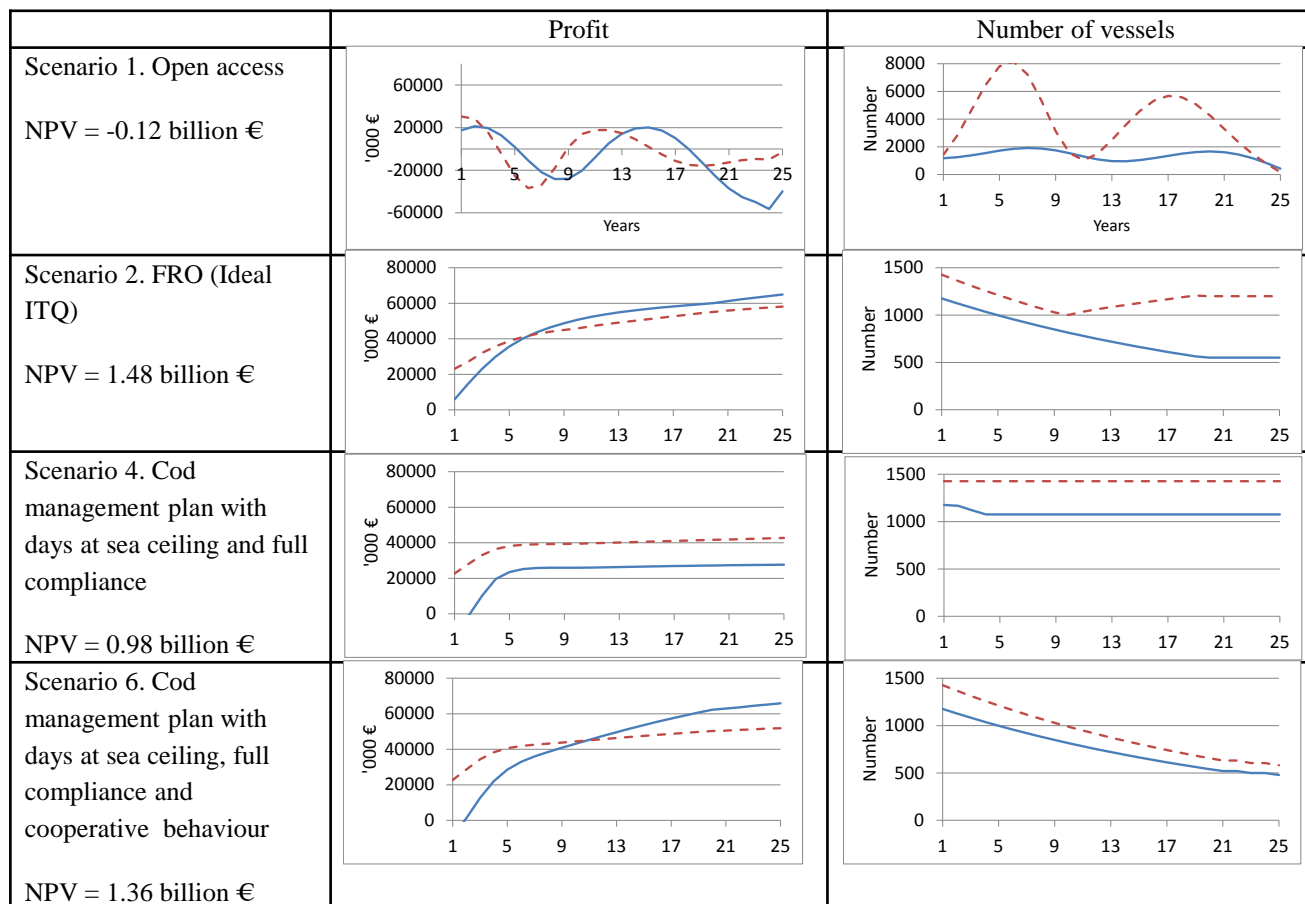 Profit
Number of vessels
Scenario 1. Open access
NPV = -0.12 billion €
60000
20000
-20000
-60000
'000 €
1 5 9 13 17 21 25
Years
8000
6000
4000
2000
0
Number
1 5 9 13 17 21 25
Years
Scenario 2. FRO (Ideal
ITQ)
NPV = 1.48 billion €
80000
60000
40000
20000
0
'000 €
1 5 9 13 17 21 25
1500
1000
500
0
Number
1 5 9 13 17 21 25
Scenario 4. Cod
management plan with
days at sea ceiling and full
compliance
NPV = 0.98 billion €
80000
60000
40000
20000
0
'000 €
1 5 9 13 17 21 25
1500
1000
500
0
Number
1 5 9 13 17 21 25
Scenario 6. Cod
management plan with
days at sea ceiling, full
compliance and
cooperative behaviour
NPV = 1.36 billion €
80000
60000
40000
20000
0
'000 €
1 5 9 13 17 21 25
1500
1000
500
0
Number
1 5 9 13 17 21 25